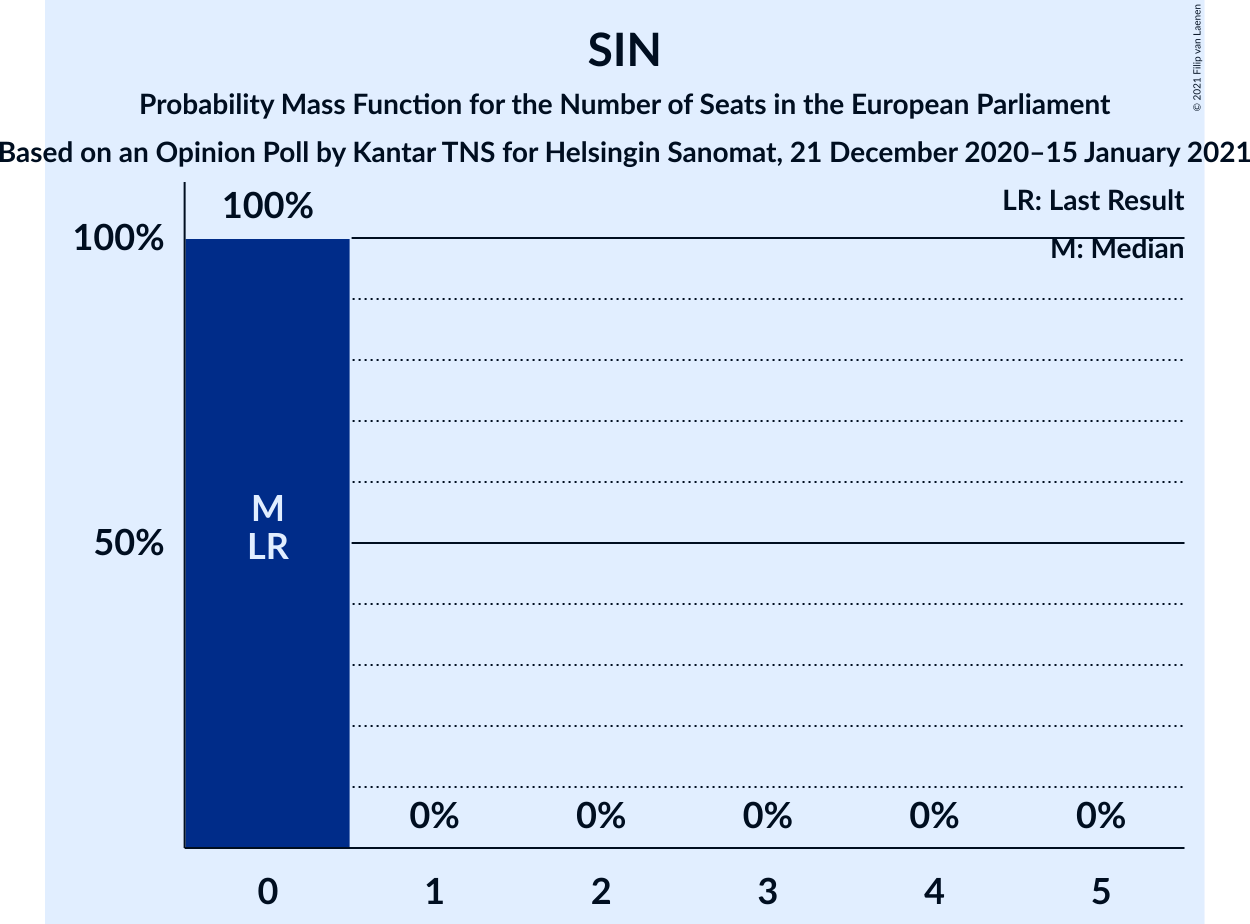 SIN
Probability Mass Function for the Number of Seats in the European Parliament
Based on an Opinion Poll by Kantar TNS for Helsingin Sanomat, 21 December 2020–15 January 2021
© 2021 Filip van Laenen
LR: Last Result
M: Median
100%
100%
50%
M
LR
0% 0% 0% 0% 0%
0 1 2 3 4 5